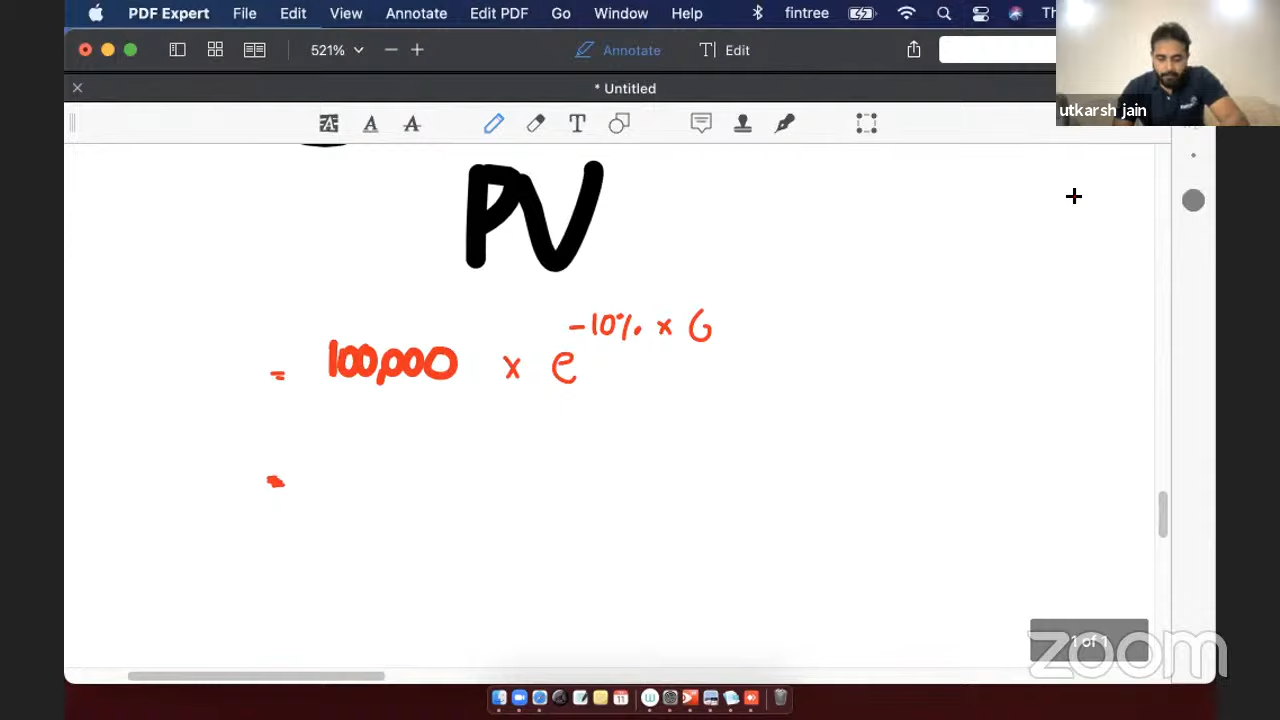 PDF Expert File Edit View Annotate Edit PDF Go Window Help fintree Th
521% Annotate T| Edit
utkarsh jain
* Untitled
A A A T
PV
-10% x 6
= 100,000 x e
=
1 of 1
zoom